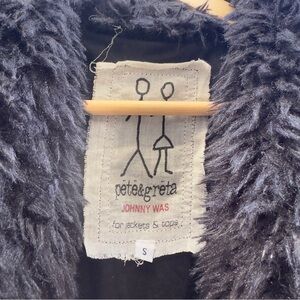 pete&greta
JOHNNY WAS
for jackets & tops
S